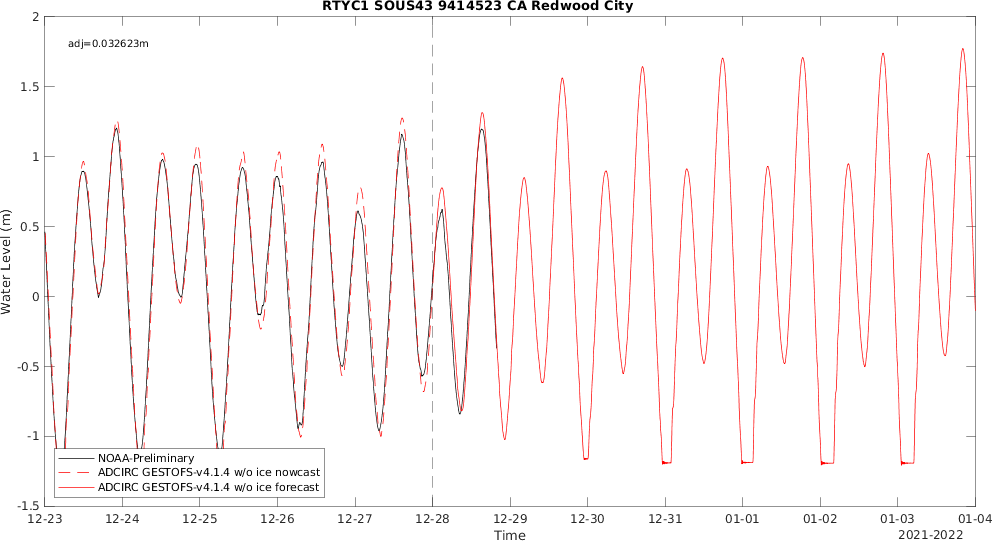 RTYC1 SOUS43 9414523 CA Redwood City
adj=0.032623m
Water Level (m)
2
1.5
1
0.5
0
-0.5
-1
-1.5
NOAA-Preliminary
ADCIRC GESTOFS-v4.1.4 w/o ice nowcast
ADCIRC GESTOFS-v4.1.4 w/o ice forecast
12-23 12-24 12-25 12-26 12-27 12-28 12-29 12-30 12-31 01-01 01-02 01-03 01-04
Time
2021-2022